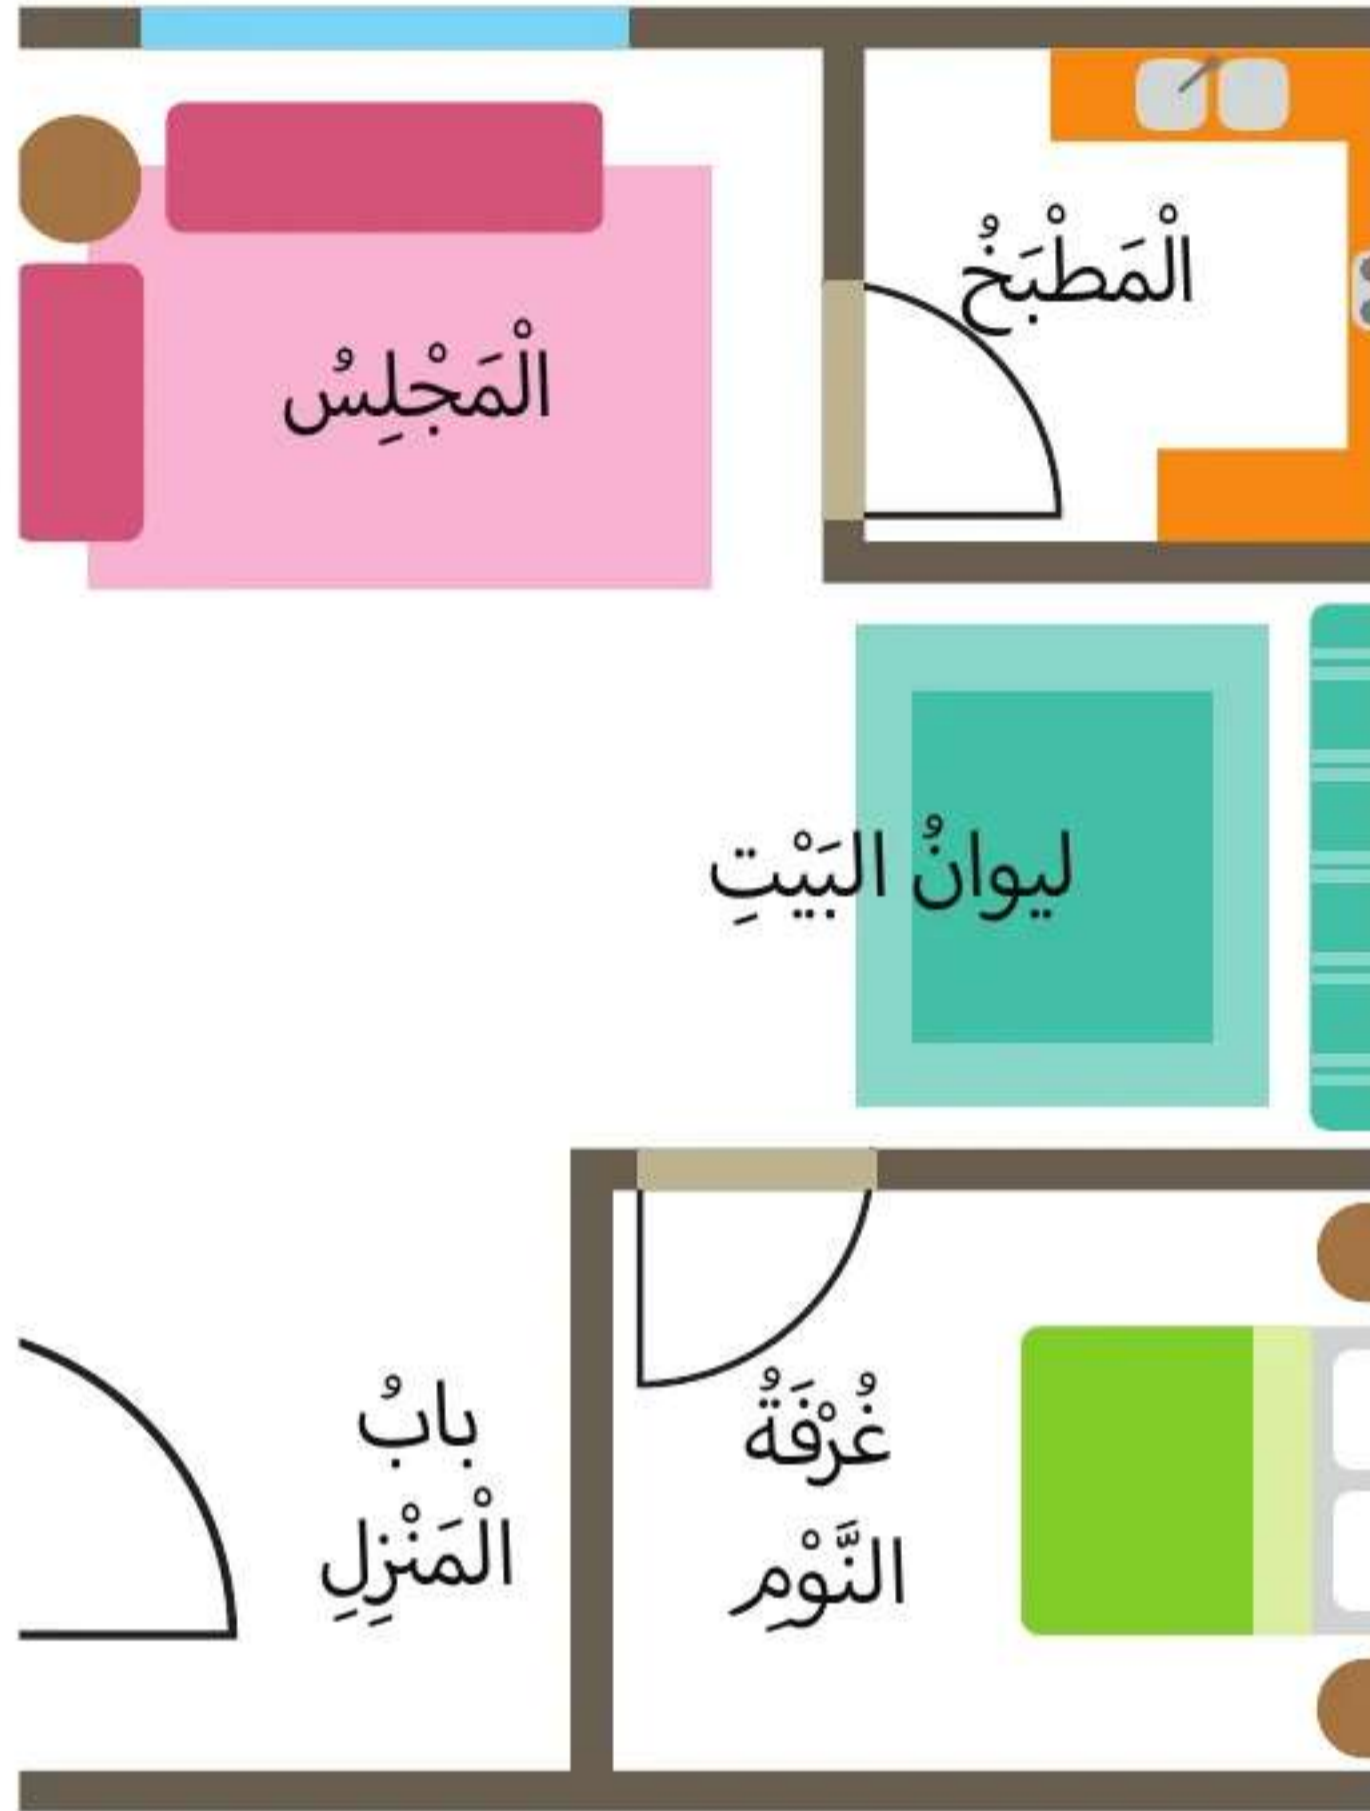 الْمَطْبَخُ
الْمَجْلِسُ
ليوانُ البَيْتِ
غُرْفَةُ
النَّوْمِ
بابُ
الْمَنْزِلِ